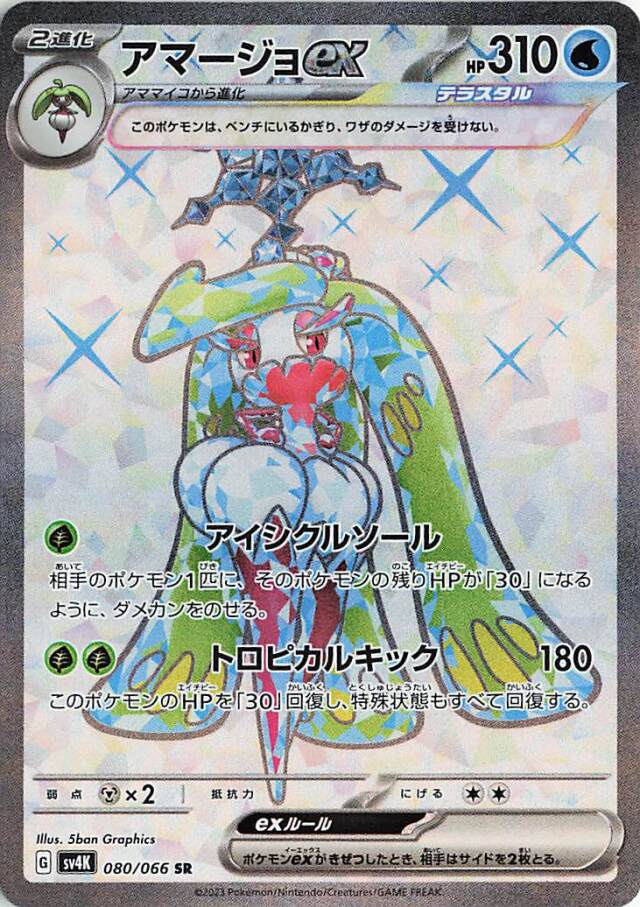 2進化
アマージョex
HP310
アママイコから進化
テラスタル
このポケモンは、ベンチにいるかぎり、ワザのダメージを受けない。
アイシクルソール
相手のポケモン1匹に、そのポケモンの残りHPが「30」になる
ように、ダメカンをのせる。
トロピカルキック 180
このポケモンのHPを「30」回復し、特殊状態もすべて回復する。
弱点 ×2 抵抗力 にげる
exルール
ポケモンexがきぜつしたとき、相手はサイドを2枚とる。
Illus. 5ban Graphics
G sv4K 080/066 SR
©2023 Pokémon/Nintendo/Creatures/GAME FREAK.